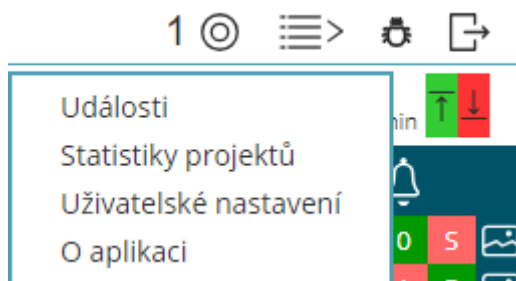 1
Události
Statistiky projektů
Uživatelské nastavení
O aplikaci
min
0 S